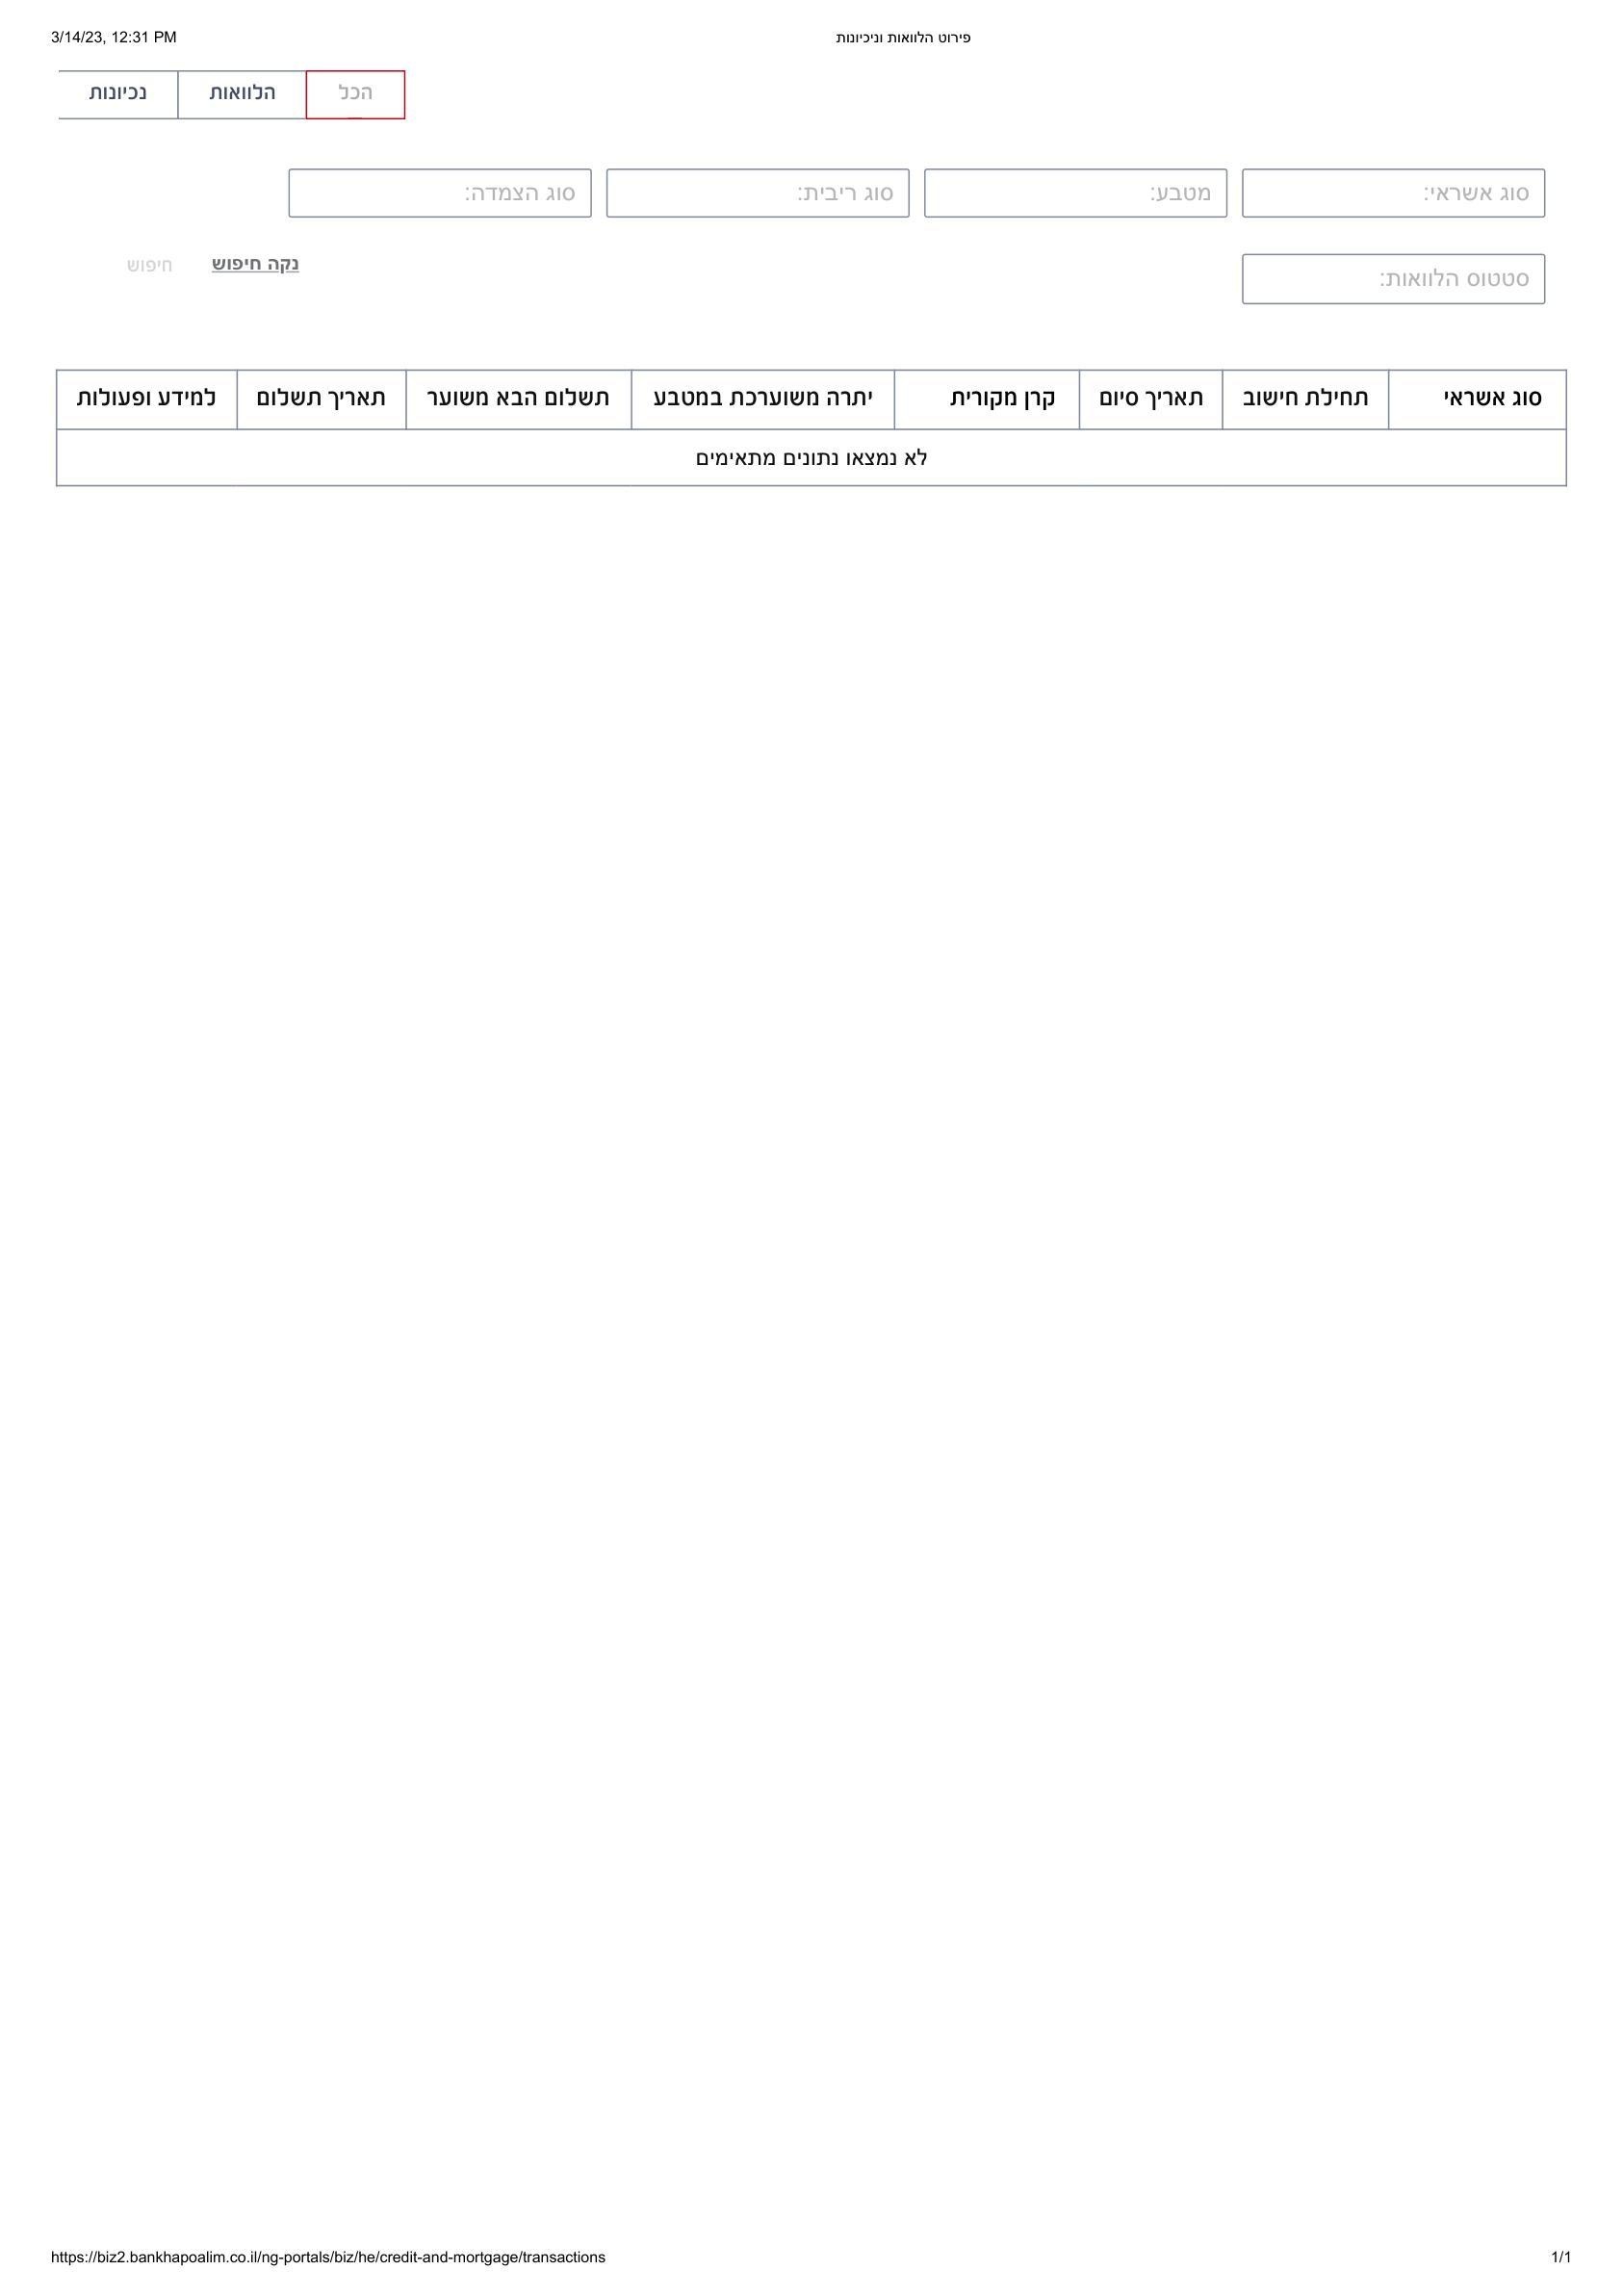 3/14/23, 12:31 PM פירוט הלוואות וניכיונות
הכל הלוואות נכיונות
סוג אשראי: מטבע: סוג ריבית: סוג הצמדה:
סטטוס הלוואות: נקה חיפוש חיפוש
סוג אשראי תחילת חישוב תאריך סיום קרן מקורית יתרה משוערכת במטבע תשלום הבא משוער תאריך תשלום למידע ופעולות
לא נמצאו נתונים מתאימים
https://biz2.bankhapoalim.co.il/ng-portals/biz/he/credit-and-mortgage/transactions 1/1